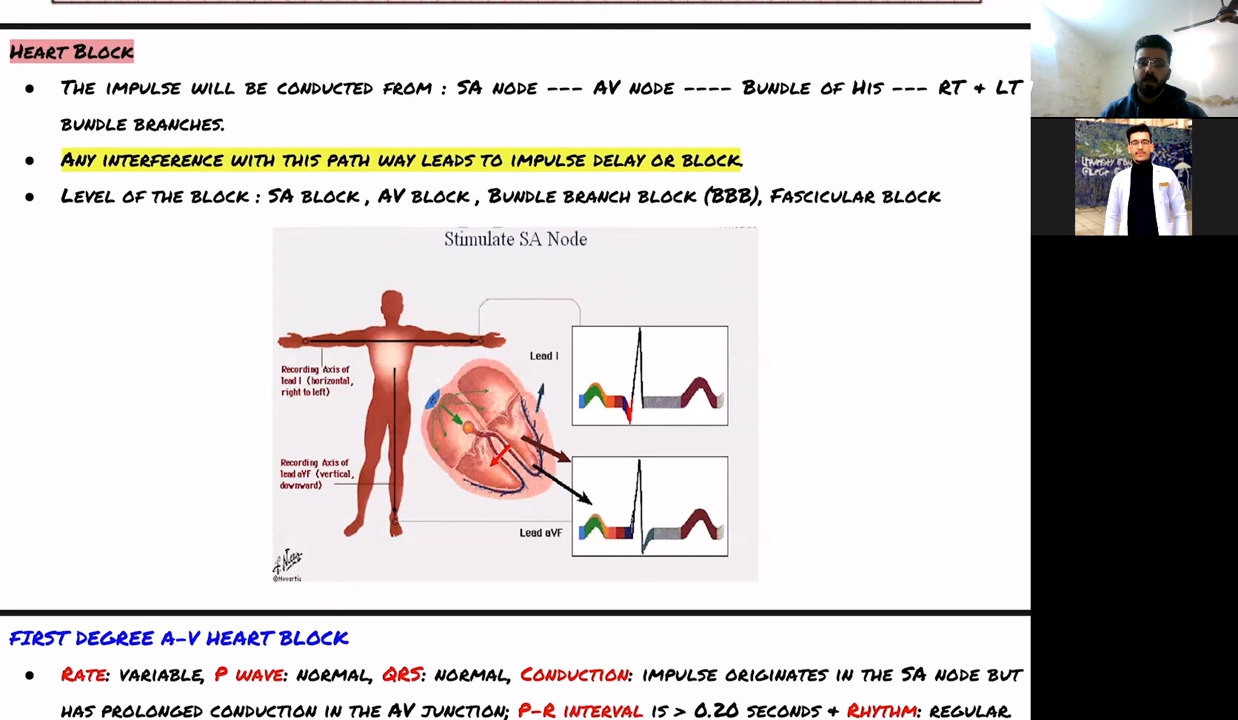 HEART BLOCK
● THE IMPULSE WILL BE CONDUCTED FROM : SA NODE --- AV NODE ---- BUNDLE OF HIS --- RT + LT
BUNDLE BRANCHES.
● ANY INTERFERENCE WITH THIS PATH WAY LEADS TO IMPULSE DELAY OR BLOCK.
● LEVEL OF THE BLOCK : SA BLOCK , AV BLOCK , BUNDLE BRANCH BLOCK (BBB), FASCICULAR BLOCK
Stimulate SA Node
Lead I
Recording Axis of
lead I (horizontal,
right to left)
Recording Axis of
lead aVF (vertical,
downward)
Lead aVF
©Novartis
FIRST DEGREE A-V HEART BLOCK
● RATE: VARIABLE, P WAVE: NORMAL, QRS: NORMAL, CONDUCTION: IMPULSE ORIGINATES IN THE SA NODE BUT
HAS PROLONGED CONDUCTION IN THE AV JUNCTION; P-R INTERVAL IS > 0.20 SECONDS + RHYTHM: REGULAR.